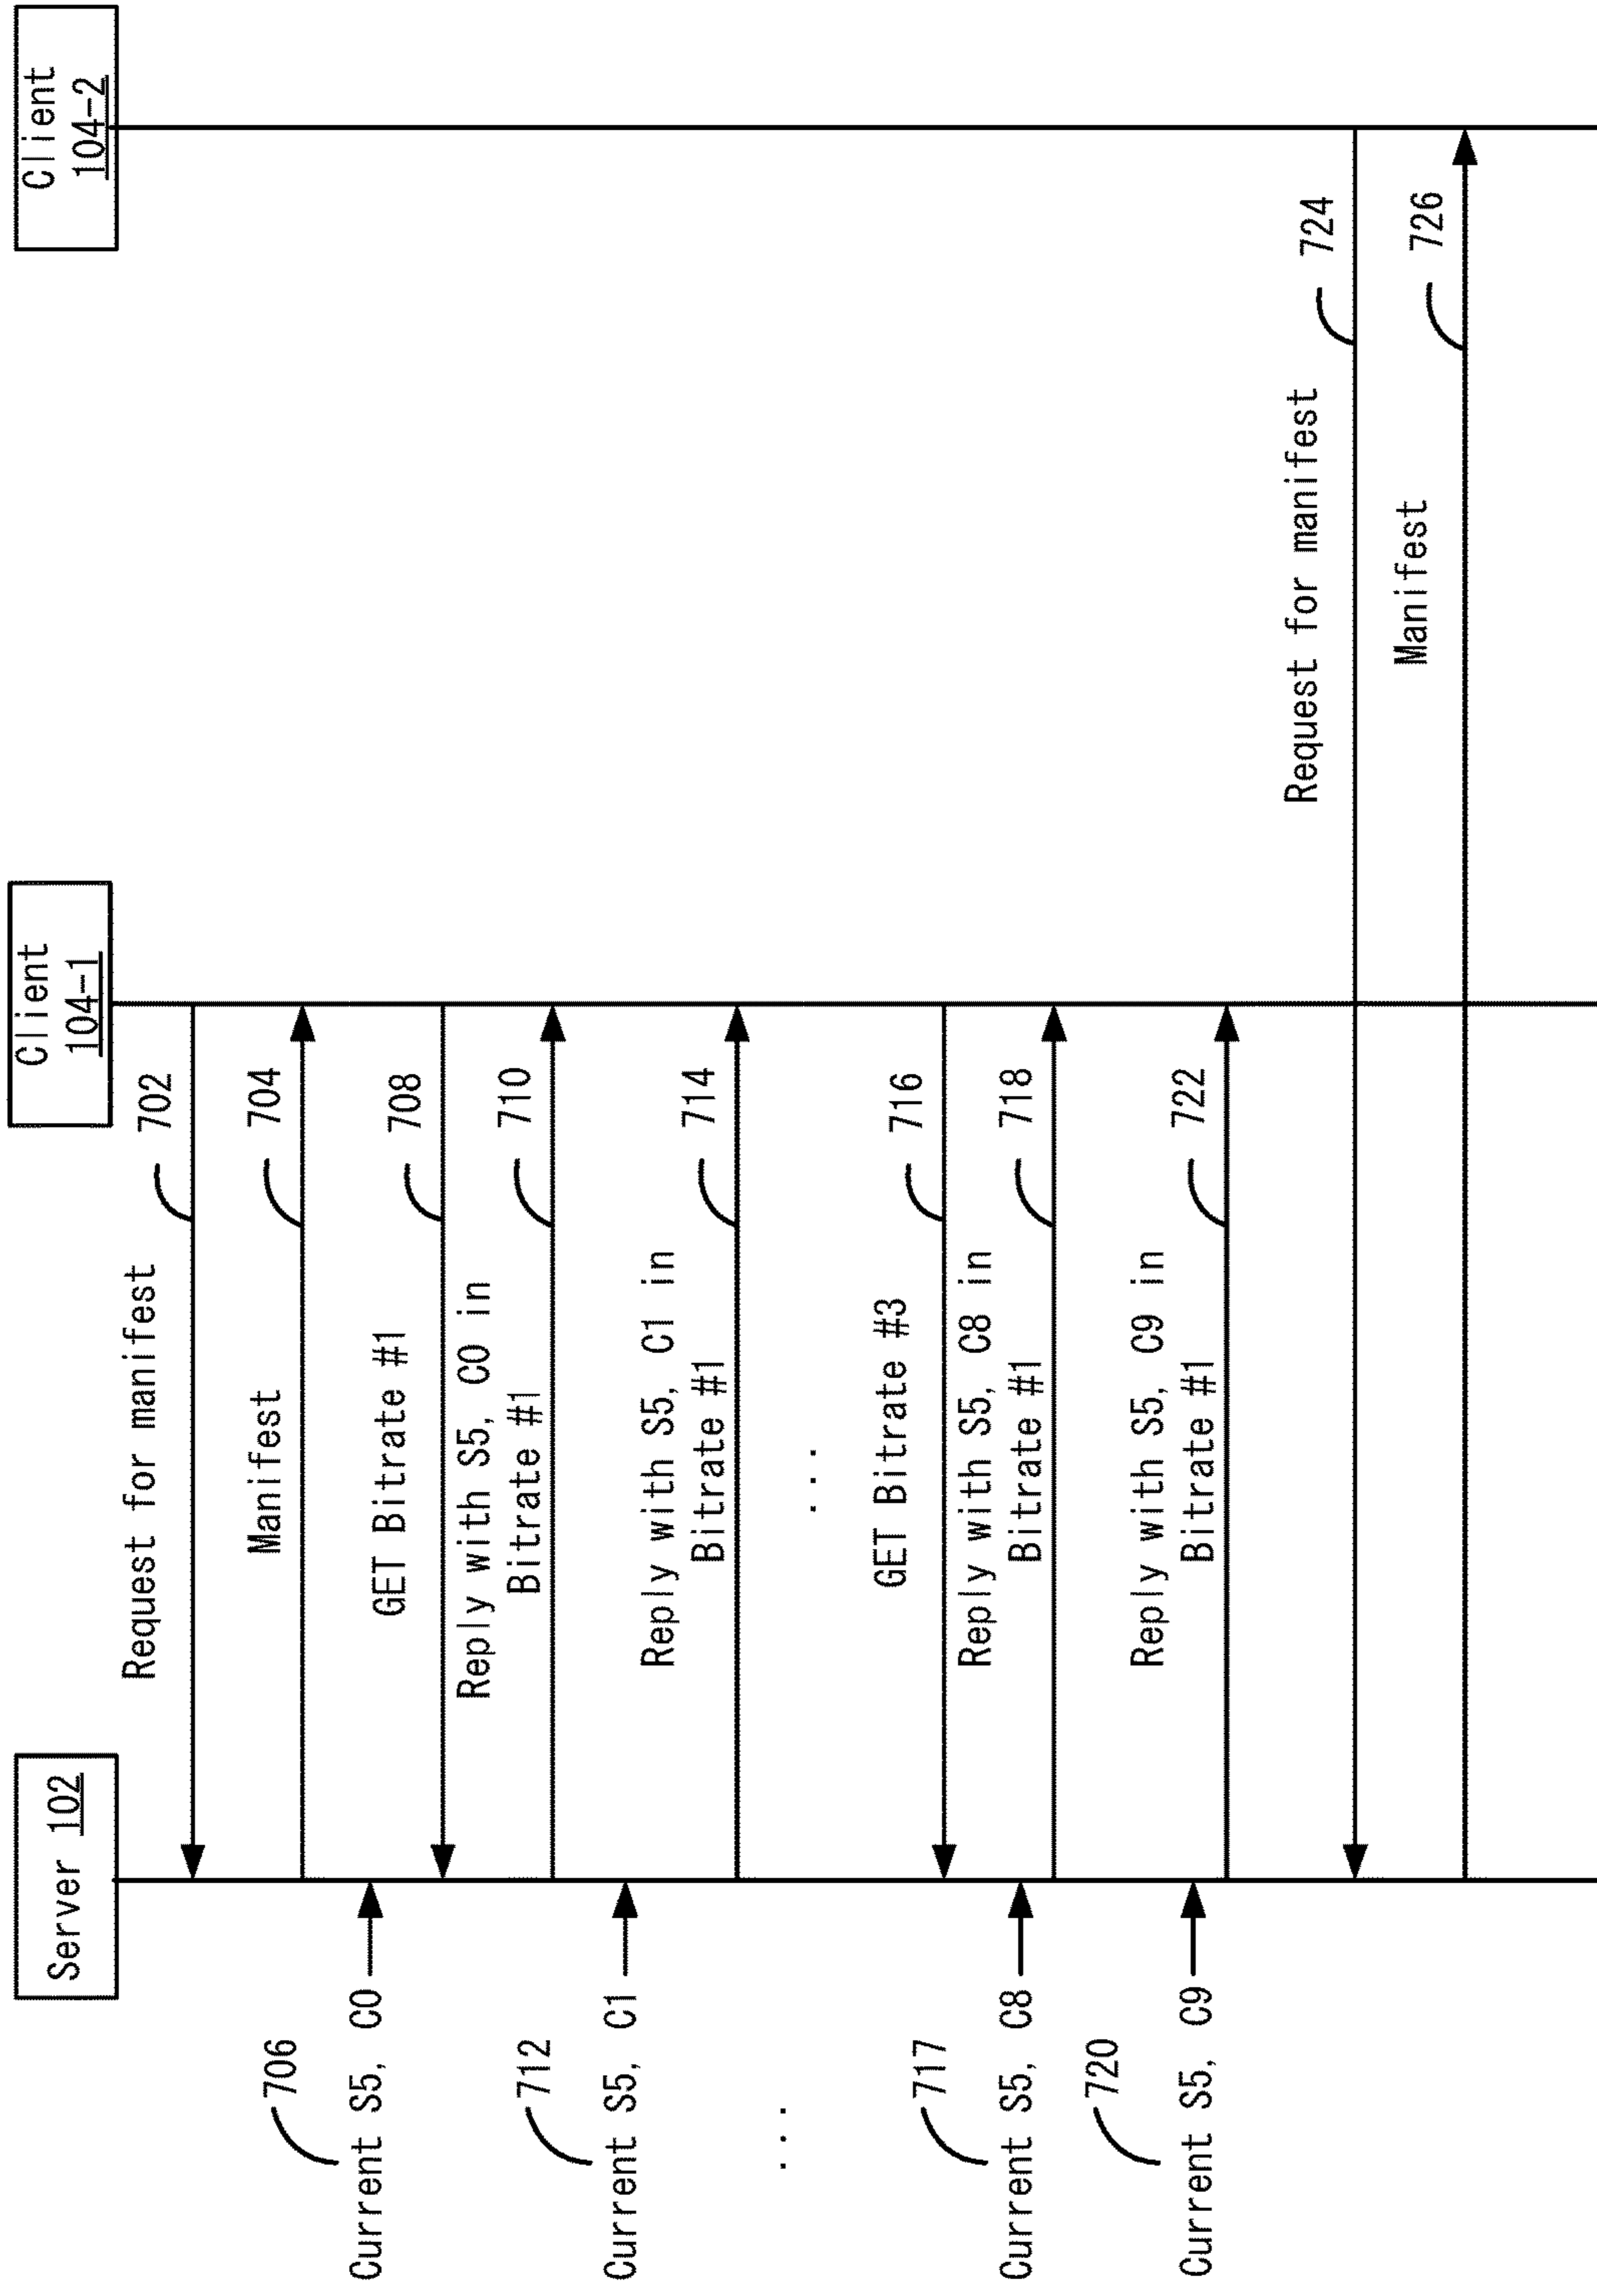 Server 102
Client
104-1
Client
104-2
Request for manifest
702
Manifest
704
706
Current S5, C0
GET Bitrate #1
708
Reply with S5, C0 in
Bitrate #1
710
712
Current S5, C1
Reply with S5, C1 in
Bitrate #1
714
...
...
GET Bitrate #3
716
717
Current S5, C8
Reply with S5, C8 in
Bitrate #1
718
720
Current S5, C9
Reply with S5, C9 in
Bitrate #1
722
Request for manifest
724
Manifest
726